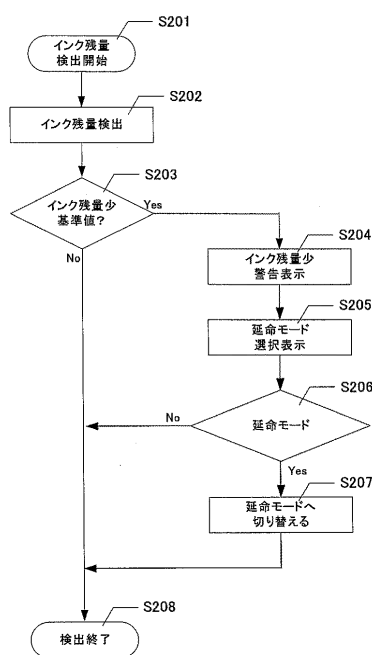 S201
インク残量
検出開始
S202
インク残量検出
S203
インク残量少
基準値?
Yes
No
S204
インク残量少
警告表示
S205
延命モード
選択表示
S206
延命モード
No
Yes
S207
延命モードへ
切り替える
S208
検出終了